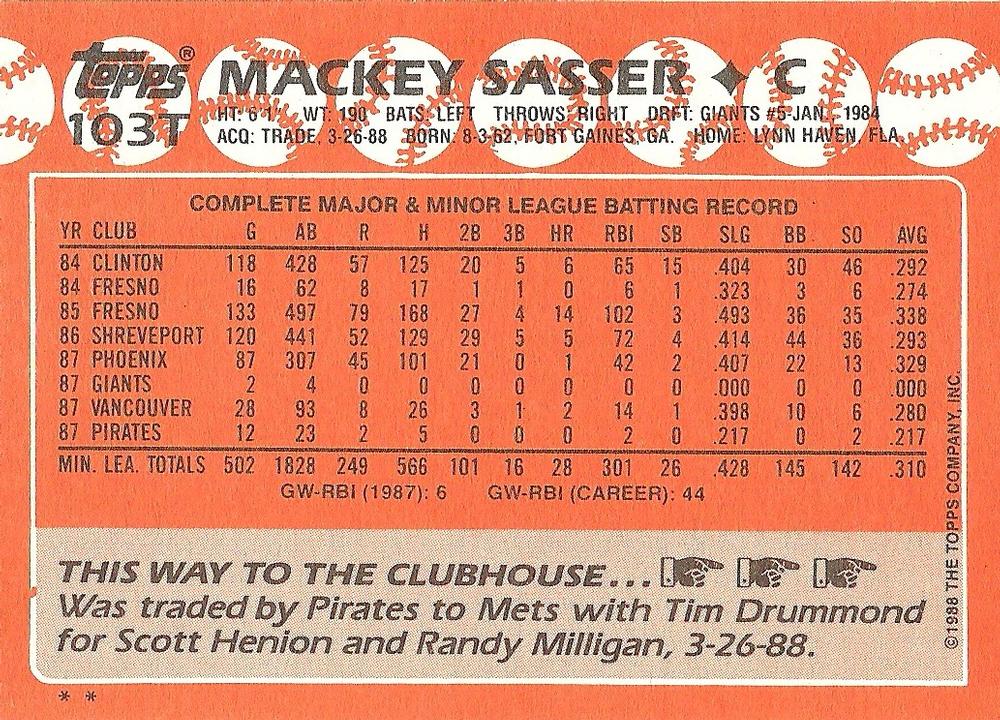 Topps®
103T
MACKEY SASSER ✦ C
HT: 6'1" WT: 190 BATS: LEFT THROWS: RIGHT DRFT: GIANTS #5-JAN., 1984
ACQ: TRADE, 3-26-88 BORN: 8-3-62, FORT GAINES, GA. HOME: LYNN HAVEN, FLA.
COMPLETE MAJOR & MINOR LEAGUE BATTING RECORD
YR CLUB G AB R H 2B 3B HR RBI SB SLG BB SO AVG
84 CLINTON 118 428 57 125 20 5 6 65 15 .404 30 46 .292
84 FRESNO 16 62 8 17 1 1 0 6 1 .323 3 6 .274
85 FRESNO 133 497 79 168 27 4 14 102 3 .493 36 35 .338
86 SHREVEPORT 120 441 52 129 29 5 5 72 4 .414 44 36 .293
87 PHOENIX 87 307 45 101 21 0 1 42 2 .407 22 13 .329
87 GIANTS 2 4 0 0 0 0 0 0 0 .000 0 0 .000
87 VANCOUVER 28 93 8 26 3 1 2 14 1 .398 10 6 .280
87 PIRATES 12 23 2 5 0 0 0 2 0 .217 0 2 .217
MIN. LEA. TOTALS 502 1828 249 566 101 16 28 301 26 .428 145 142 .310
GW-RBI (1987): 6 GW-RBI (CAREER): 44
THIS WAY TO THE CLUBHOUSE...
Was traded by Pirates to Mets with Tim Drummond
for Scott Henion and Randy Milligan, 3-26-88.
©1988 THE TOPPS COMPANY, INC.
* *